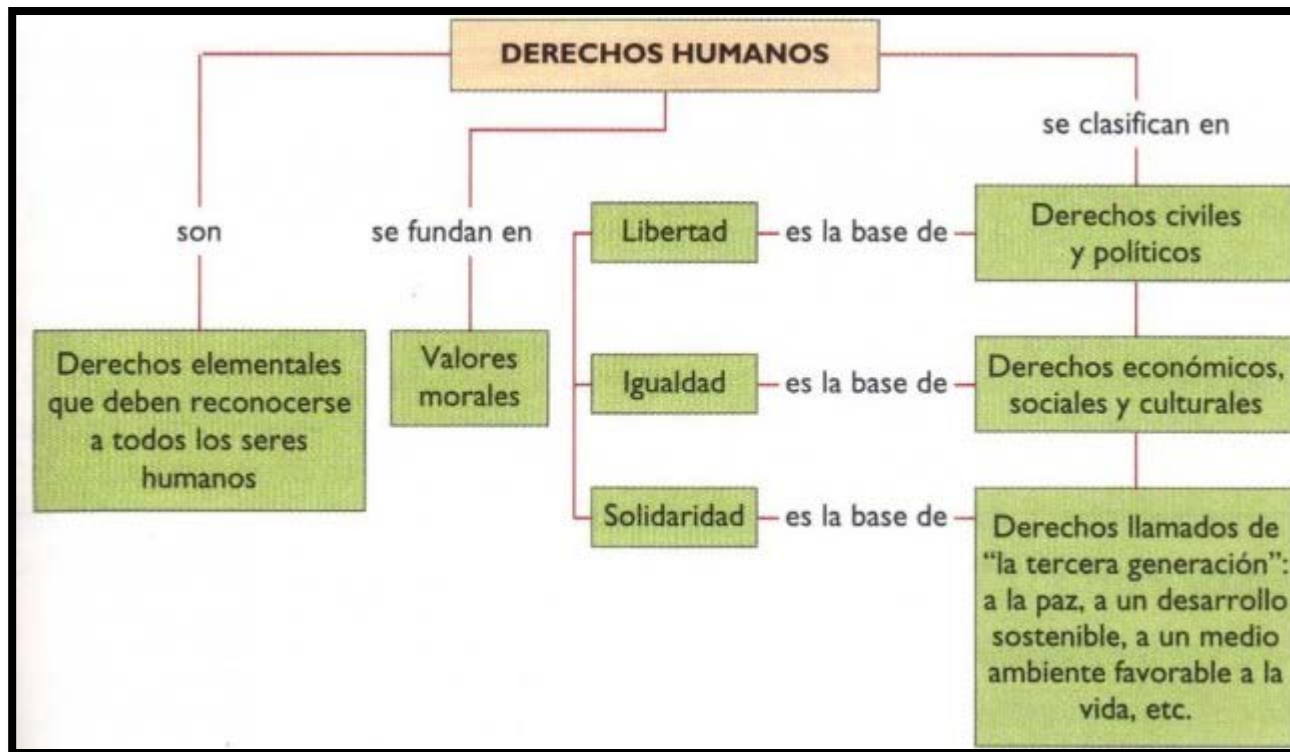 DERECHOS HUMANOS
son
Derechos elementales
que deben reconocerse
a todos los seres
humanos
se fundan en
Valores
morales
Libertad
es la base de
Igualdad
es la base de
Solidaridad
es la base de
se clasifican en
Derechos civiles
y políticos
Derechos económicos,
sociales y culturales
Derechos llamados de
“la tercera generación”:
a la paz, a un desarrollo
sostenible, a un medio
ambiente favorable a la
vida, etc.